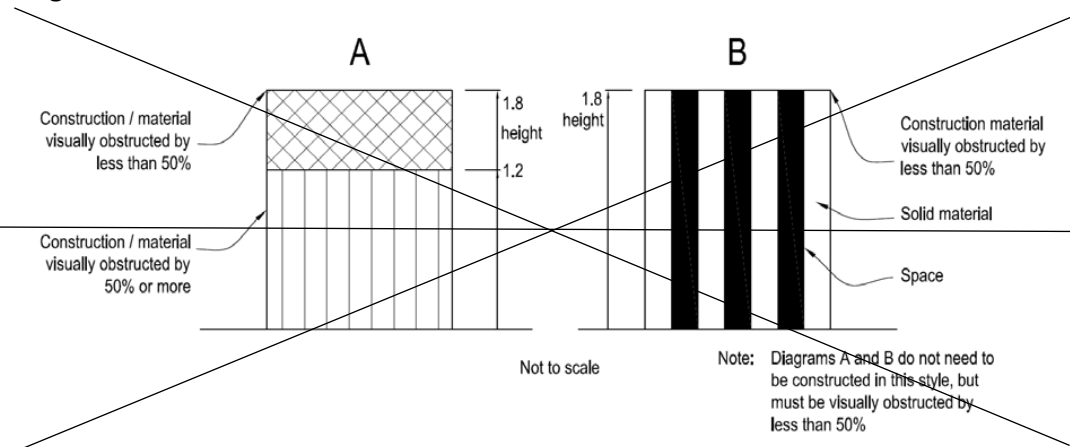 A
B
Construction / material
visually obstructed by
less than 50%
1.8
height
1.2
Construction / material
visually obstructed by
50% or more
1.8
height
Construction material
visually obstructed by
less than 50%
Solid material
Space
Not to scale
Note: Diagrams A and B do not need to
be constructed in this style, but
must be visually obstructed by
less than 50%